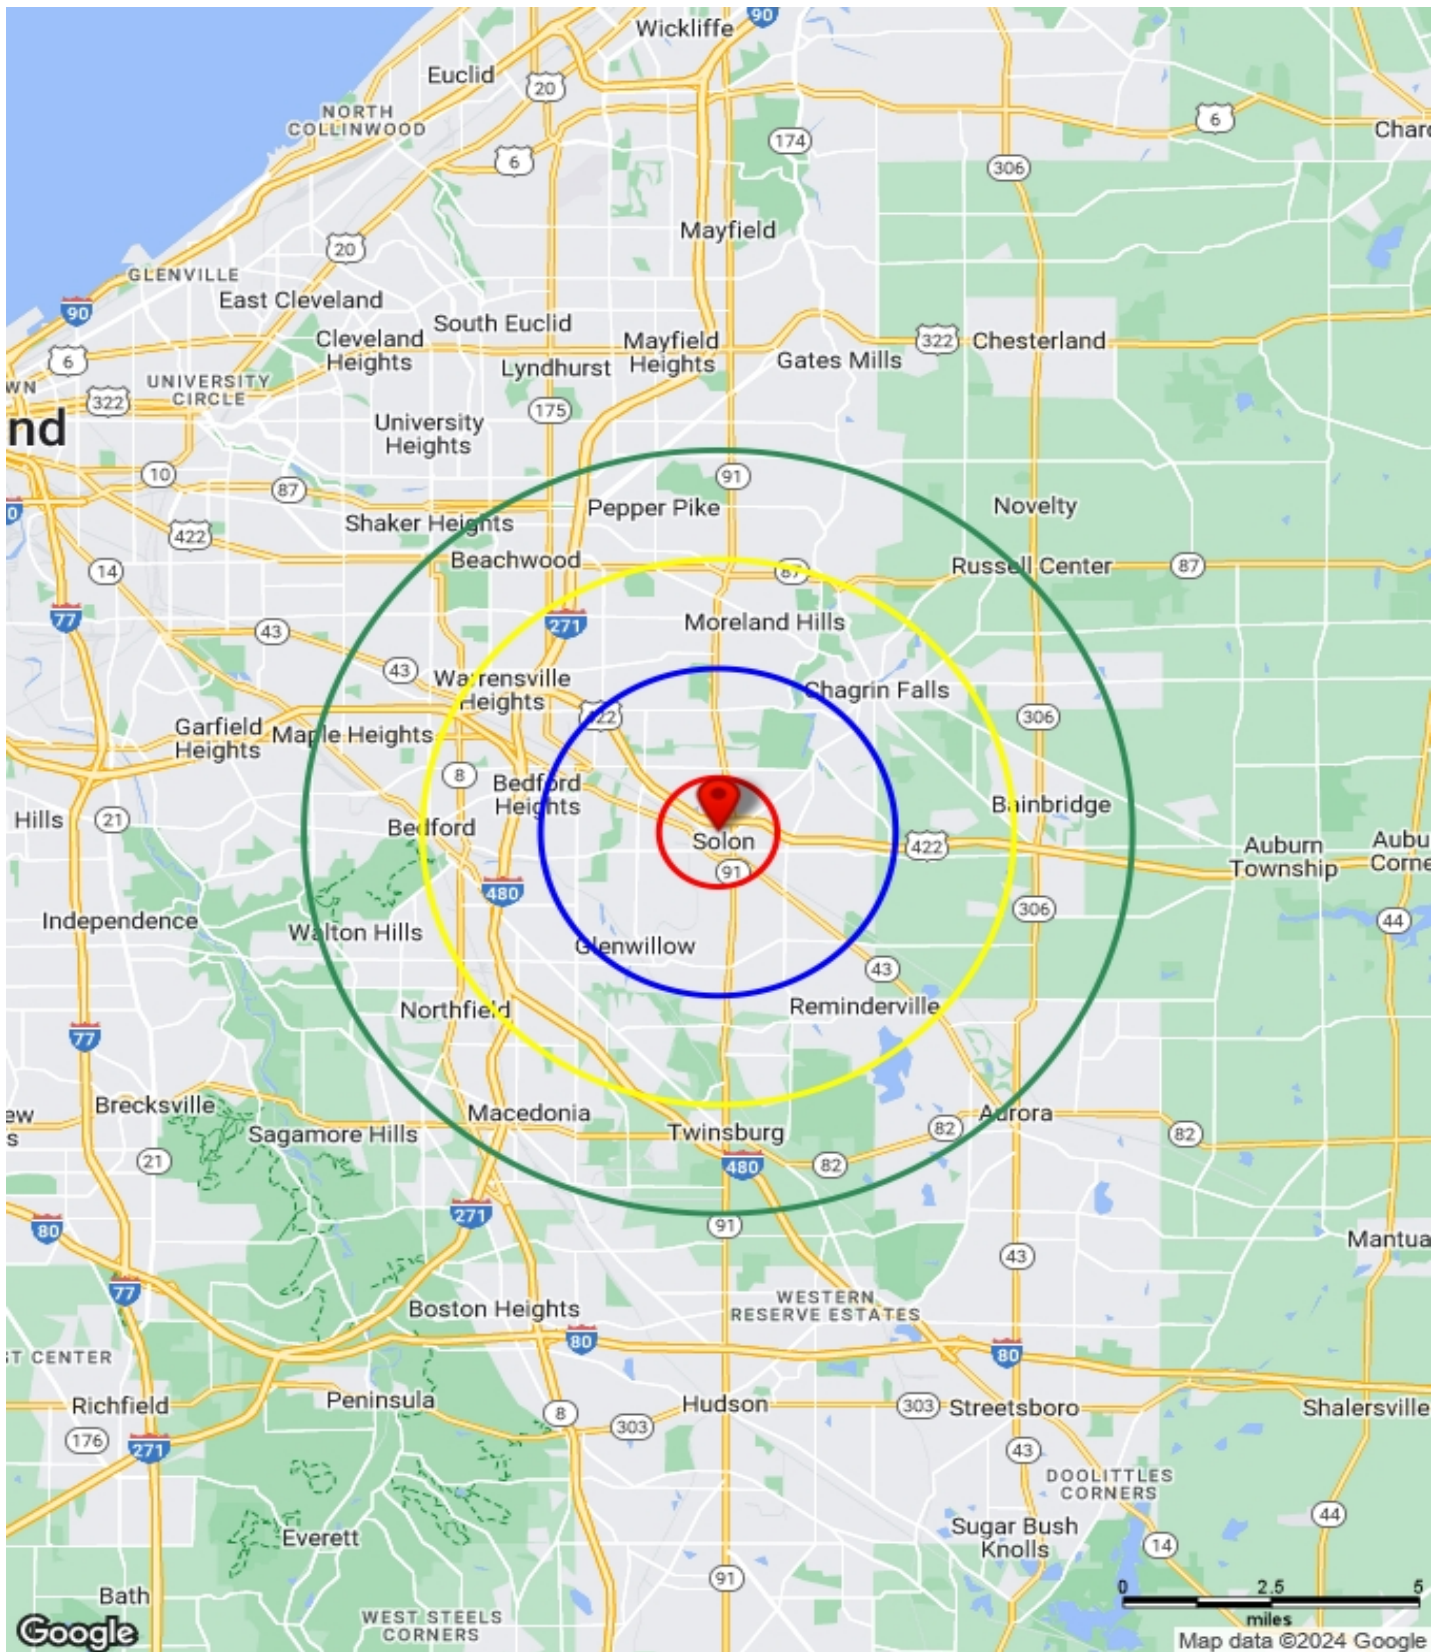 90
Wickliffe
Euclid
20
NORTH
COLLINWOOD
6
174
6
Chard
306
Mayfield
20
GLENVILLE
East Cleveland
90
South Euclid
Cleveland
Heights
Mayfield
Heights
322
Chesterland
6
Lyndhurst
Gates Mills
WN
UNIVERSITY
CIRCLE
322
175
University
Heights
nd
10
91
87
Pepper Pike
Novelty
0
Shaker Heights
422
Beachwood
Russell Center
87
14
87
77
271
Moreland Hills
43
43
Warrensville
Heights
Chagrin Falls
422
306
Garfield
Heights
Maple Heights
8
Bedford
Heights
Bainbridge
Hills
21
Bedford
Solon
422
Auburn
Township
Aubu
Corne
91
480
306
Independence
44
Walton Hills
Glenwillow
43
Northfield
Reminderville
77
Brecksville
ew
s
Macedonia
Aurora
Sagamore Hills
Twinsburg
82
82
21
480
82
271
91
80
Mantua
43
77
WESTERN
RESERVE ESTATES
Boston Heights
80
80
ST CENTER
Richfield
Peninsula
Hudson
303
Streetsboro
Shalersville
8
303
176
271
43
DOOLITTLES
CORNERS
44
Everett
Sugar Bush
Knolls
14
91
Bath
0 2.5 5
miles
WEST STEELS
CORNERS
Google
Map data ©2024 Google